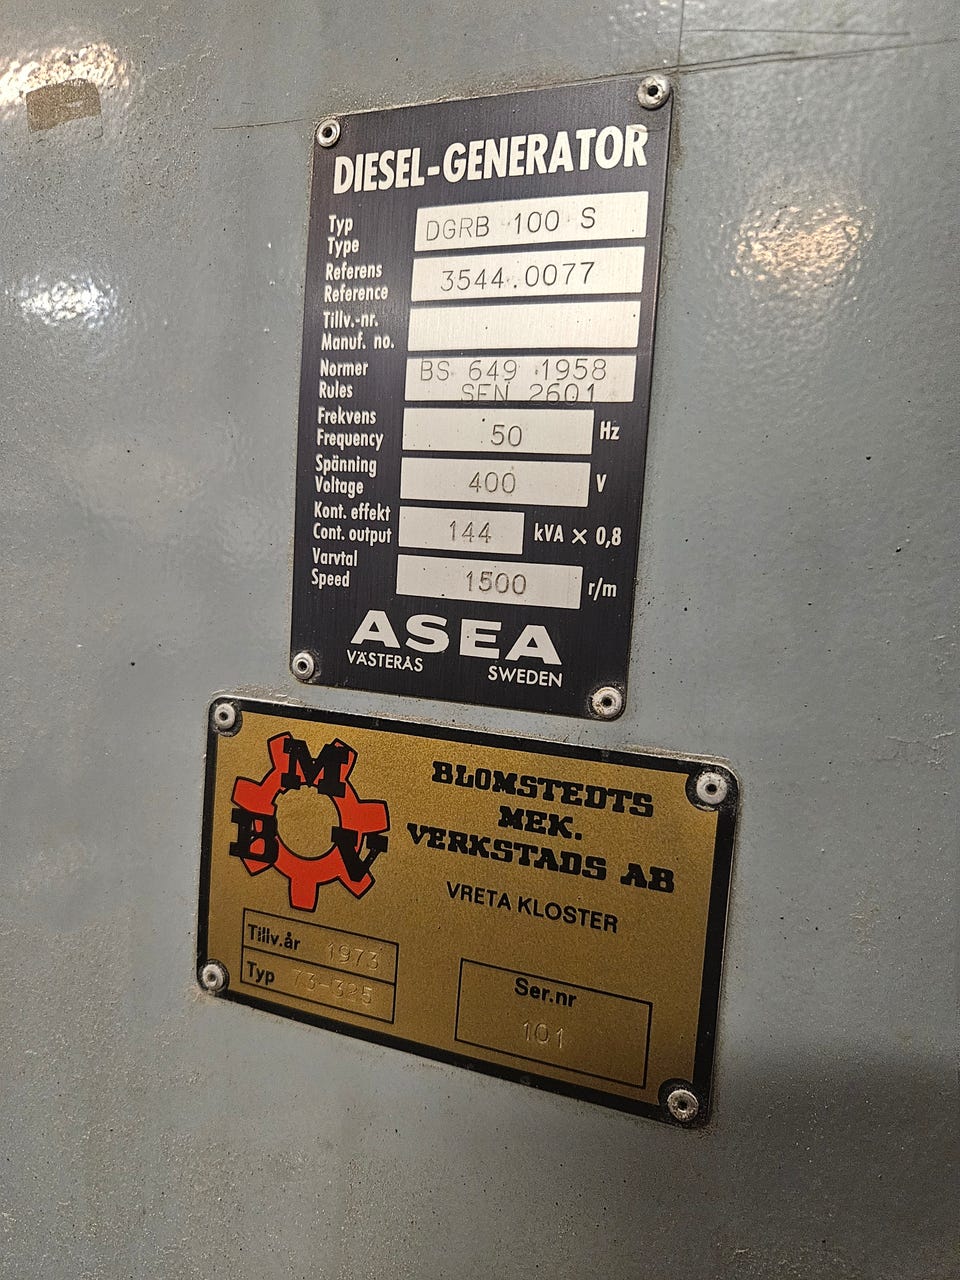 DIESEL-GENERATOR
Typ
Type DGRB 100 S
Referens
Reference 3544.0077
Tillv.-nr.
Manuf. no.
Normer BS 649 1958
Rules SEN 2601
Frekvens
Frequency 50 Hz
Spänning
Voltage 400 V
Kont. effekt
Cont. output 144 kVA × 0,8
Varvtal
Speed 1500 r/m
ASEA
VÄSTERÅS SWEDEN
M
B V
BLOMSTEDTS
MEK.
VERKSTADS AB
VRETA KLOSTER
Tillv.år 1973
Typ 73-325
Ser.nr
101